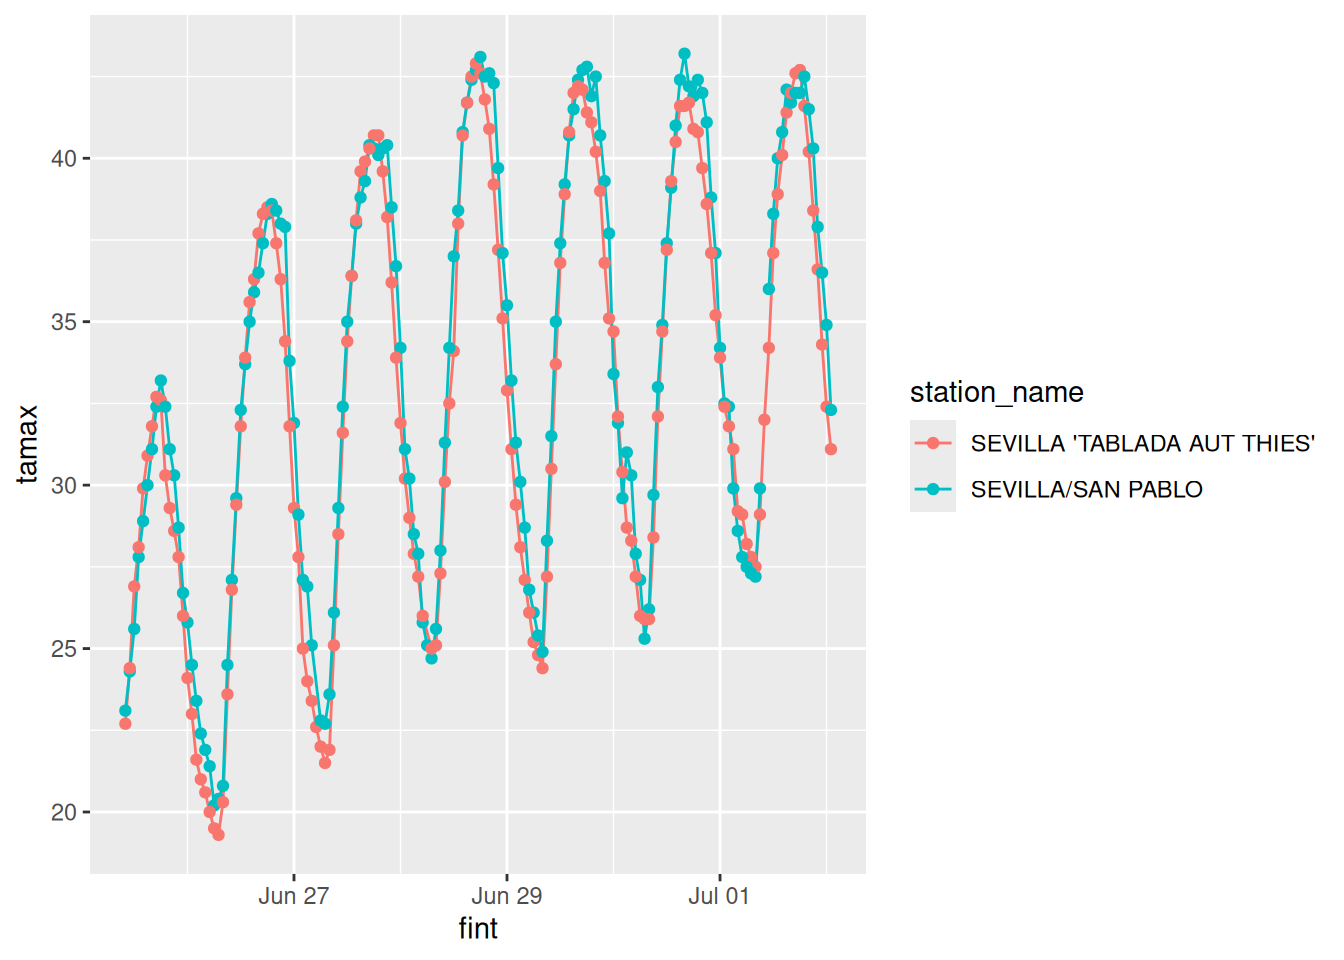 40
35
30
25
20
tamax
Jun 27
Jun 29
Jul 01
fint
station_name
SEVILLA 'TABLADA AUT THIES'
SEVILLA/SAN PABLO